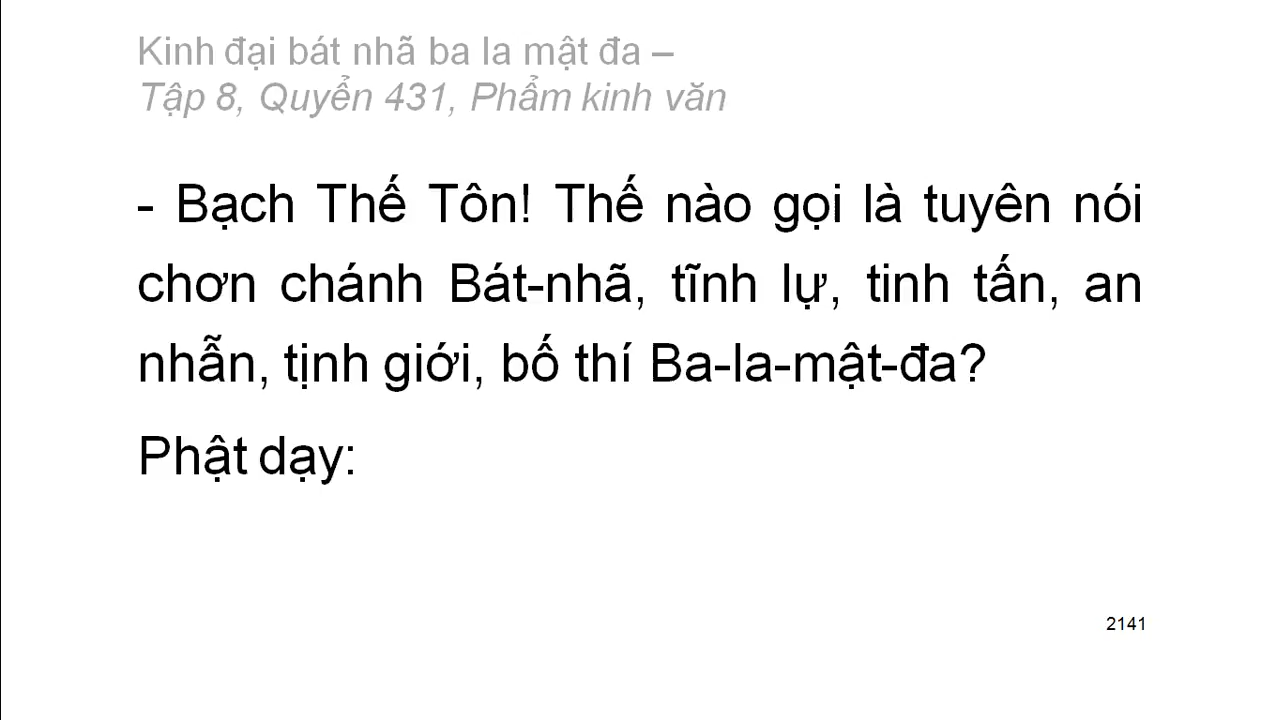 Kinh đại bát nhã ba la mật đa –
Tập 8, Quyển 431, Phẩm kinh văn
- Bạch Thế Tôn! Thế nào gọi là tuyên nói
chơn chánh Bát-nhã, tĩnh lự, tinh tấn, an
nhẫn, tịnh giới, bố thí Ba-la-mật-đa?
Phật dạy:
2141